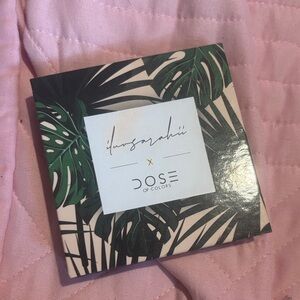 iluvsarahii
x
DOSE
OF COLORS